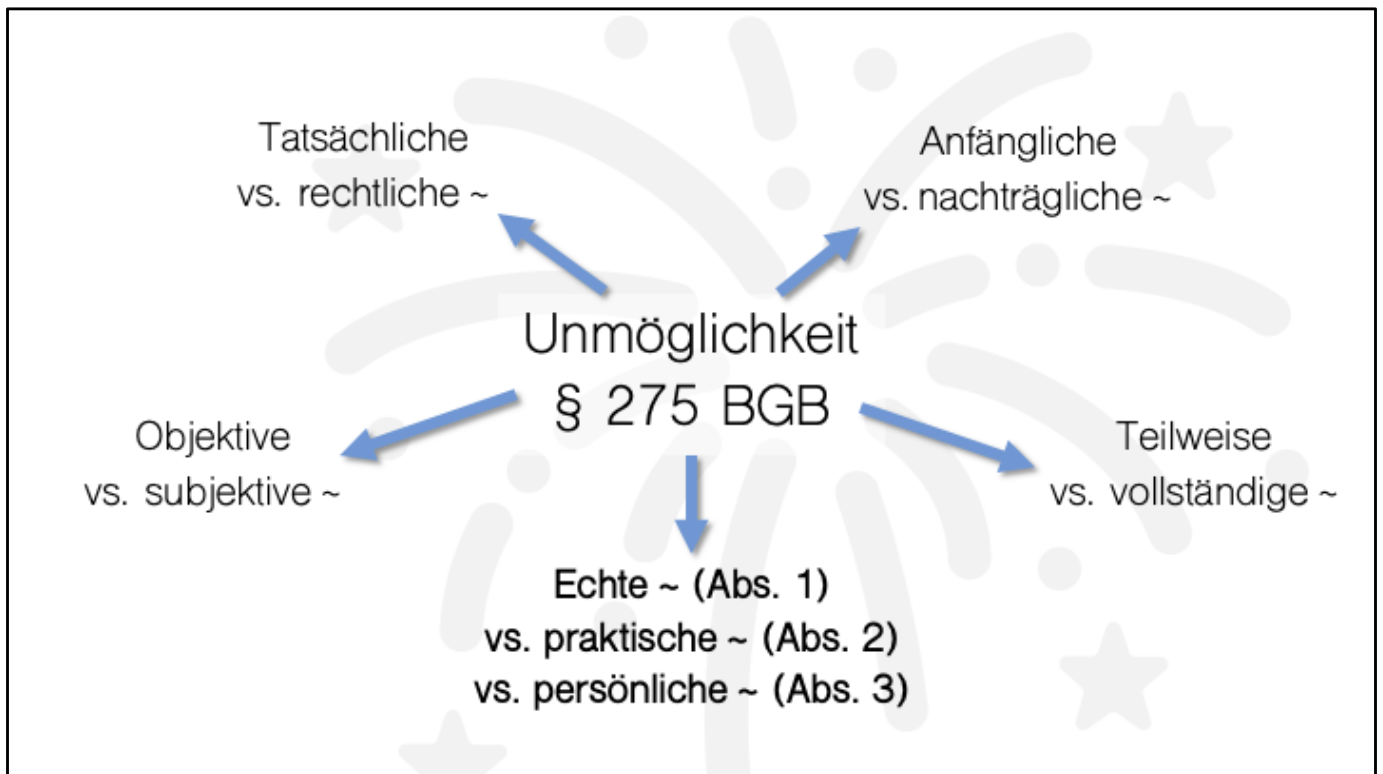 Tatsächliche
vs. rechtliche ~
Anfängliche
vs. nachträgliche ~
Unmöglichkeit
§ 275 BGB
Objektive
vs. subjektive ~
Teilweise
vs. vollständige ~
Echte ~ (Abs. 1)
vs. praktische ~ (Abs. 2)
vs. persönliche ~ (Abs. 3)